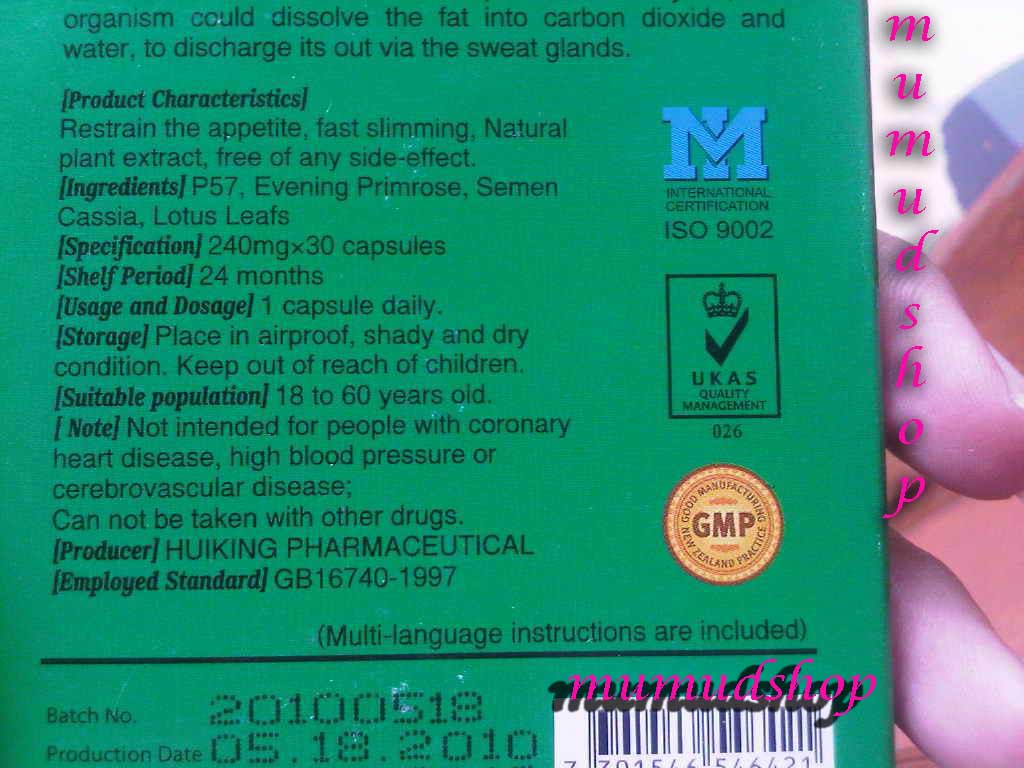 organism could dissolve the fat into carbon dioxide and
water, to discharge its out via the sweat glands.
[Product Characteristics]
Restrain the appetite, fast slimming, Natural
plant extract, free of any side-effect.
[Ingredients] P57, Evening Primrose, Semen
Cassia, Lotus Leafs
[Specification] 240mg×30 capsules
[Shelf Period] 24 months
[Usage and Dosage] 1 capsule daily.
[Storage] Place in airproof, shady and dry
condition. Keep out of reach of children.
[Suitable population] 18 to 60 years old.
[ Note] Not intended for people with coronary
heart disease, high blood pressure or
cerebrovascular disease;
Can not be taken with other drugs.
[Producer] HUIKING PHARMACEUTICAL
[Employed Standard] GB16740-1997
(Multi-language instructions are included)
Batch No. 20100518
Production Date 05.18.2010
M
INTERNATIONAL
CERTIFICATION
ISO 9002
UKAS
QUALITY
MANAGEMENT
026
GOOD MANUFACTURING
GMP
NEW ZEALAND PRACTICE
mumudshop
7 701546 546421
mumudshop